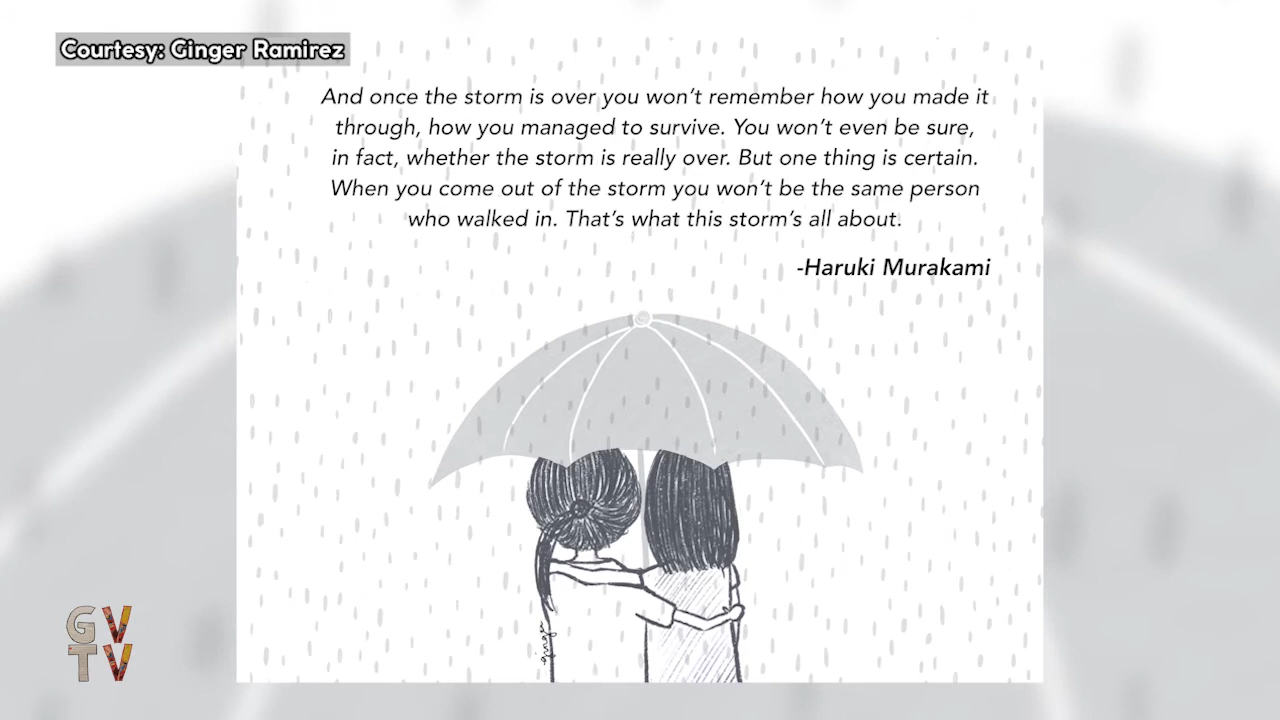 Courtesy: Ginger Ramirez
And once the storm is over you won’t remember how you made it
through, how you managed to survive. You won’t even be sure,
in fact, whether the storm is really over. But one thing is certain.
When you come out of the storm you won’t be the same person
who walked in. That’s what this storm’s all about.
-Haruki Murakami
ginger
GV
TV